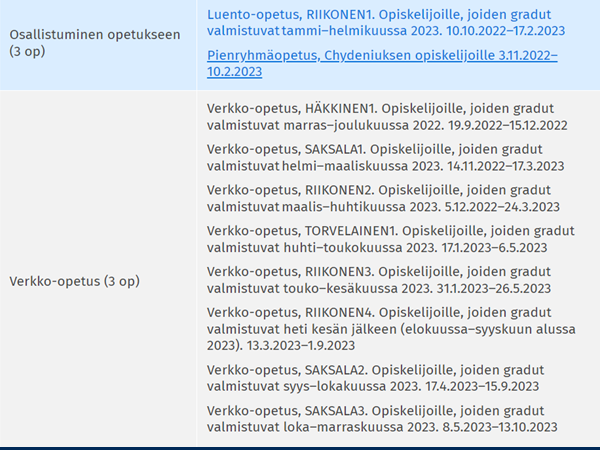 Osallistuminen opetukseen
(3 op)
Luento-opetus, RIIKONEN1. Opiskelijoille, joiden gradut
valmistuvat tammi–helmikuussa 2023. 10.10.2022–17.2.2023
Pienryhmäopetus, Chydeniuksen opiskelijoille 3.11.2022–
10.2.2023
Verkko-opetus (3 op)
Verkko-opetus, HÄKKINEN1. Opiskelijoille, joiden gradut
valmistuvat marras–joulukuussa 2022. 19.9.2022–15.12.2022
Verkko-opetus, SAKSALA1. Opiskelijoille, joiden gradut
valmistuvat helmi–maaliskuussa 2023. 14.11.2022–17.3.2023
Verkko-opetus, RIIKONEN2. Opiskelijoille, joiden gradut
valmistuvat maalis–huhtikuussa 2023. 5.12.2022–24.3.2023
Verkko-opetus, TORVELAINEN1. Opiskelijoille, joiden gradut
valmistuvat huhti–toukokuussa 2023. 17.1.2023–6.5.2023
Verkko-opetus, RIIKONEN3. Opiskelijoille, joiden gradut
valmistuvat touko–kesäkuussa 2023. 31.1.2023–26.5.2023
Verkko-opetus, RIIKONEN4. Opiskelijoille, joiden gradut
valmistuvat heti kesän jälkeen (elokuussa–syyskuun alussa
2023). 13.3.2023–1.9.2023
Verkko-opetus, SAKSALA2. Opiskelijoille, joiden gradut
valmistuvat syys–lokakuussa 2023. 17.4.2023–15.9.2023
Verkko-opetus, SAKSALA3. Opiskelijoille, joiden gradut
valmistuvat loka–marraskuussa 2023. 8.5.2023–13.10.2023